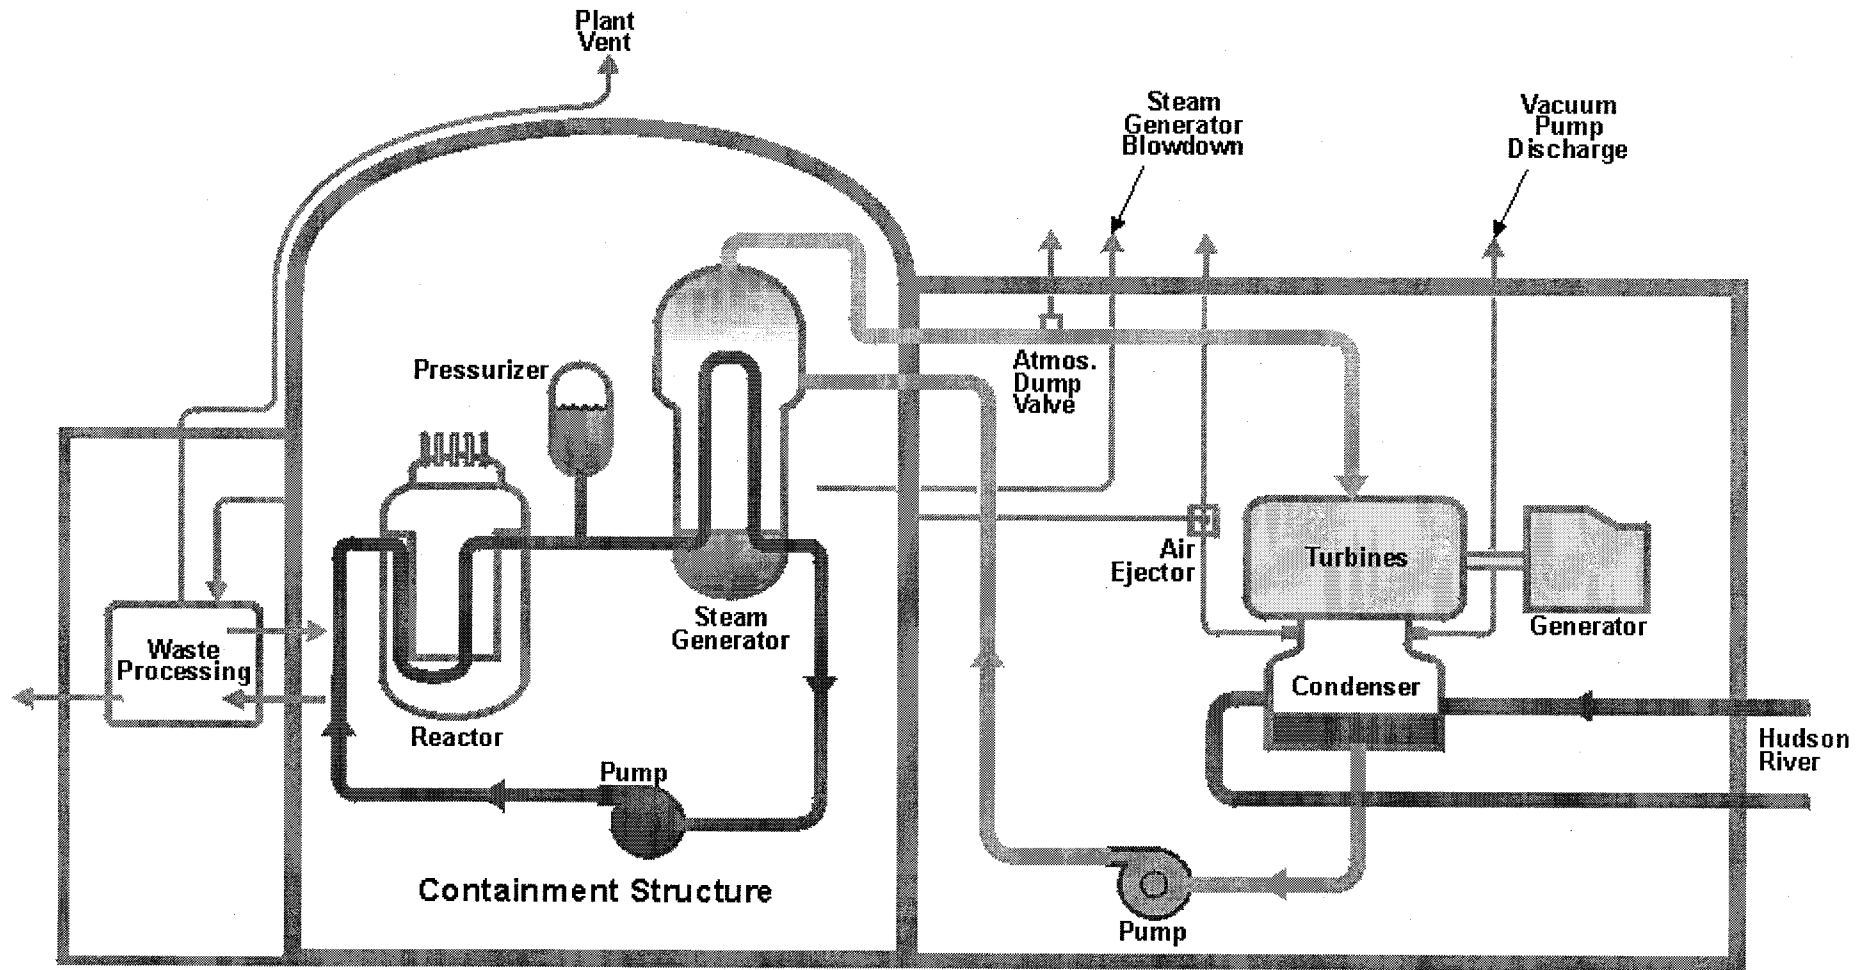 Plant
Vent
Steam
Generator
Blowdown
Vacuum
Pump
Discharge
Pressurizer
Atmos.
Dump
Valve
Air
Ejector
Turbines
Generator
Steam
Generator
Waste
Processing
Condenser
Reactor
Hudson
River
Pump
Containment Structure
Pump